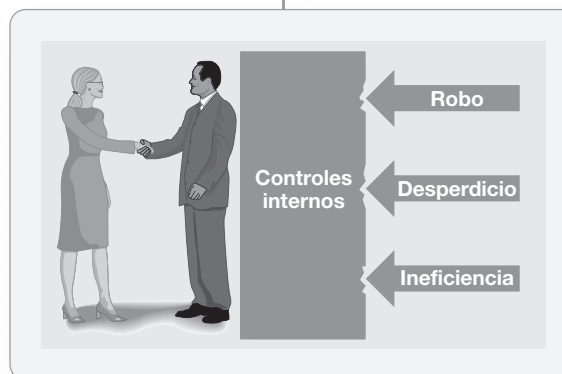 Controles
internos
Robo
Desperdicio
Ineficiencia